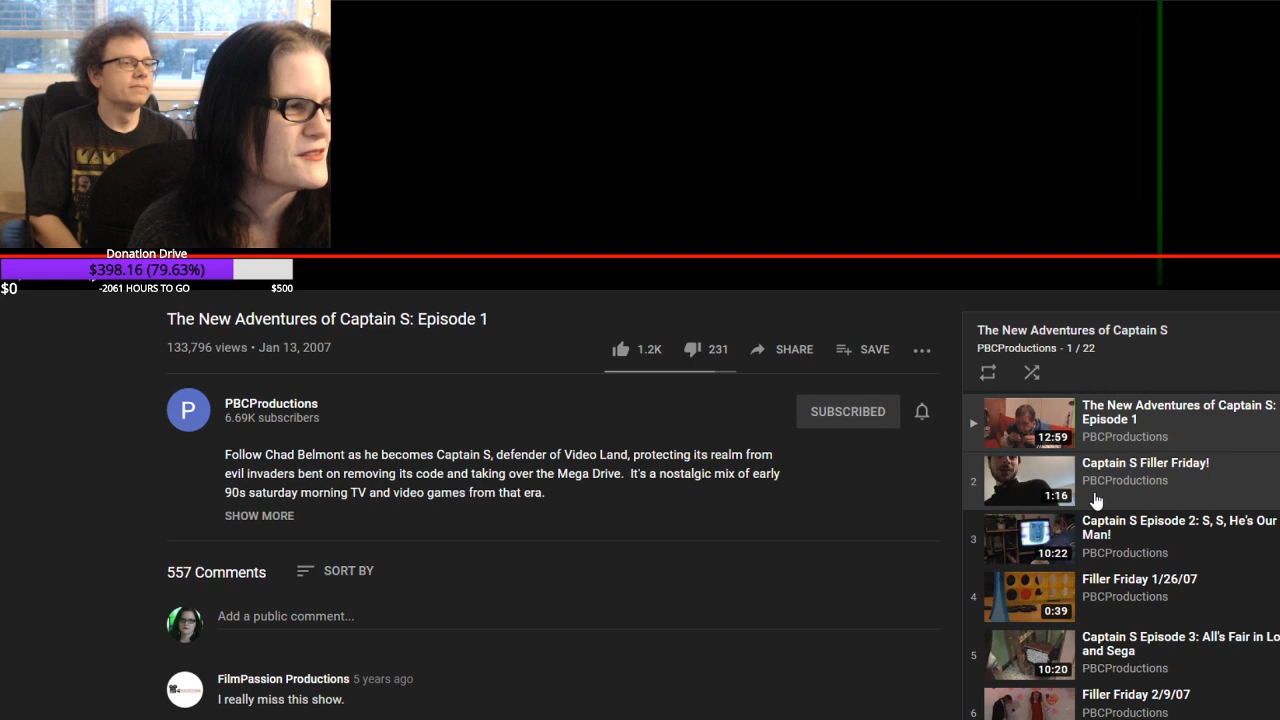 Donation Drive
$398.16 (79.63%)
$0
-2061 HOURS TO GO
$500
The New Adventures of Captain S: Episode 1
133,796 views • Jan 13, 2007
1.2K
231
SHARE
SAVE
P
PBCProductions
6.69K subscribers
SUBSCRIBED
Follow Chad Belmont as he becomes Captain S, defender of Video Land, protecting its realm from
evil invaders bent on removing its code and taking over the Mega Drive. It's a nostalgic mix of early
90s saturday morning TV and video games from that era.
SHOW MORE
557 Comments
SORT BY
Add a public comment...
FilmPassion Productions 5 years ago
I really miss this show.
The New Adventures of Captain S
PBCProductions - 1 / 22
12:59
The New Adventures of Captain S:
Episode 1
PBCProductions
2
1:16
Captain S Filler Friday!
PBCProductions
3
10:22
Captain S Episode 2: S, S, He's Our
Man!
PBCProductions
4
0:39
Filler Friday 1/26/07
PBCProductions
5
10:20
Captain S Episode 3: All's Fair in Lo
and Sega
PBCProductions
6
Filler Friday 2/9/07
PBCProductions